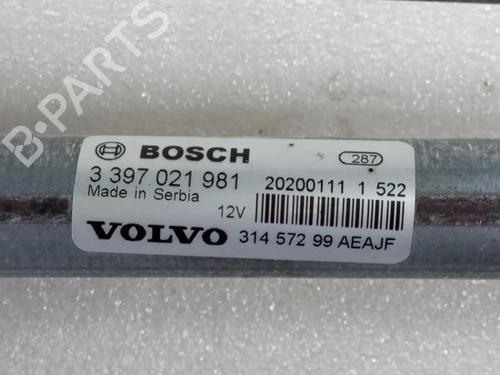 BOSCH
287
3 397 021 981
20200111 1 522
Made in Serbia
12V
VOLVO
314 572 99 AEAJF
B-PARTS